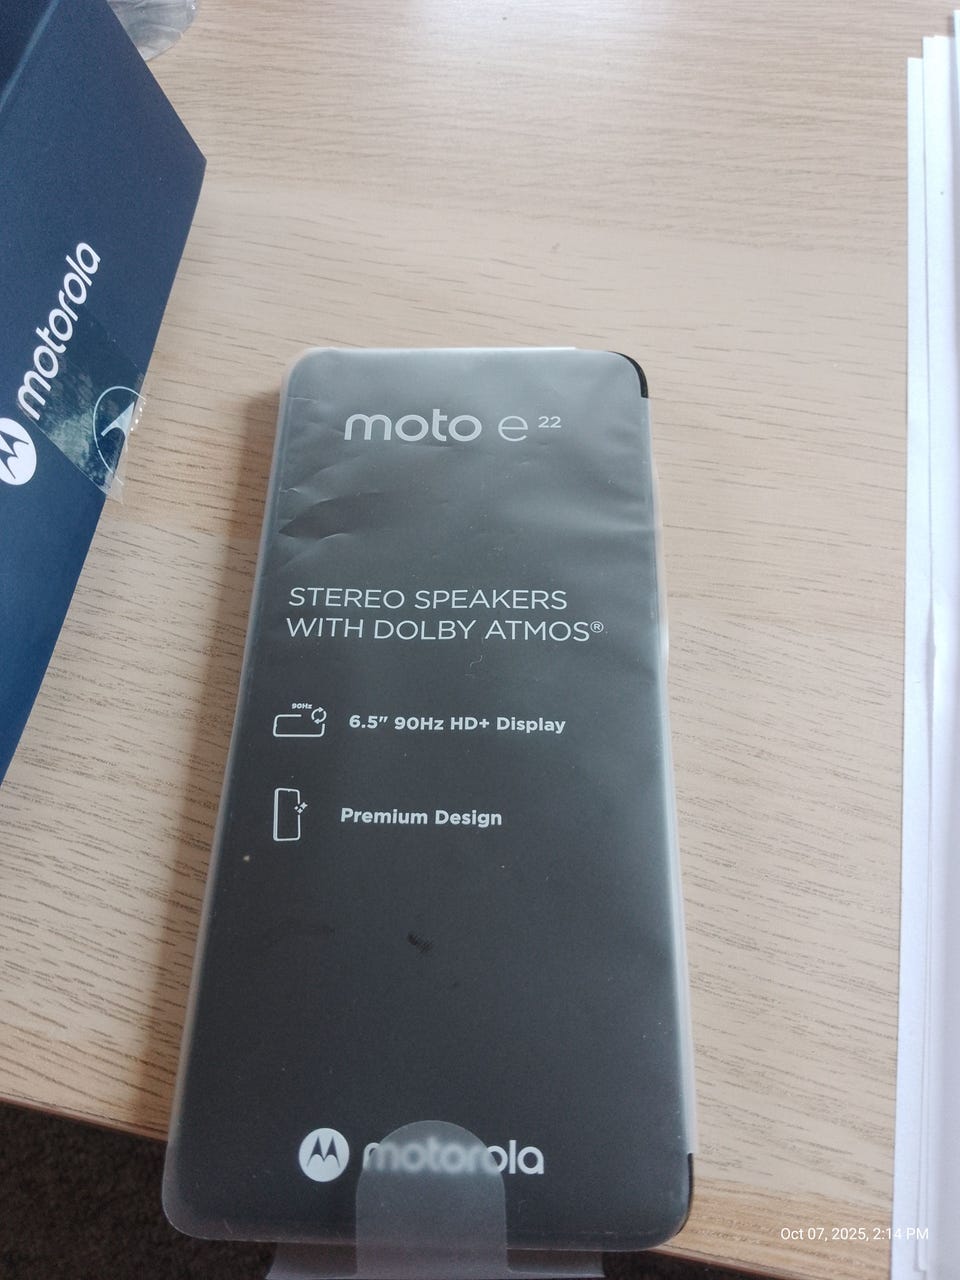 motorola
moto e 22
STEREO SPEAKERS
WITH DOLBY ATMOS®
90Hz
6.5" 90Hz HD+ Display
Premium Design
motorola
Oct 07, 2025, 2:14 PM